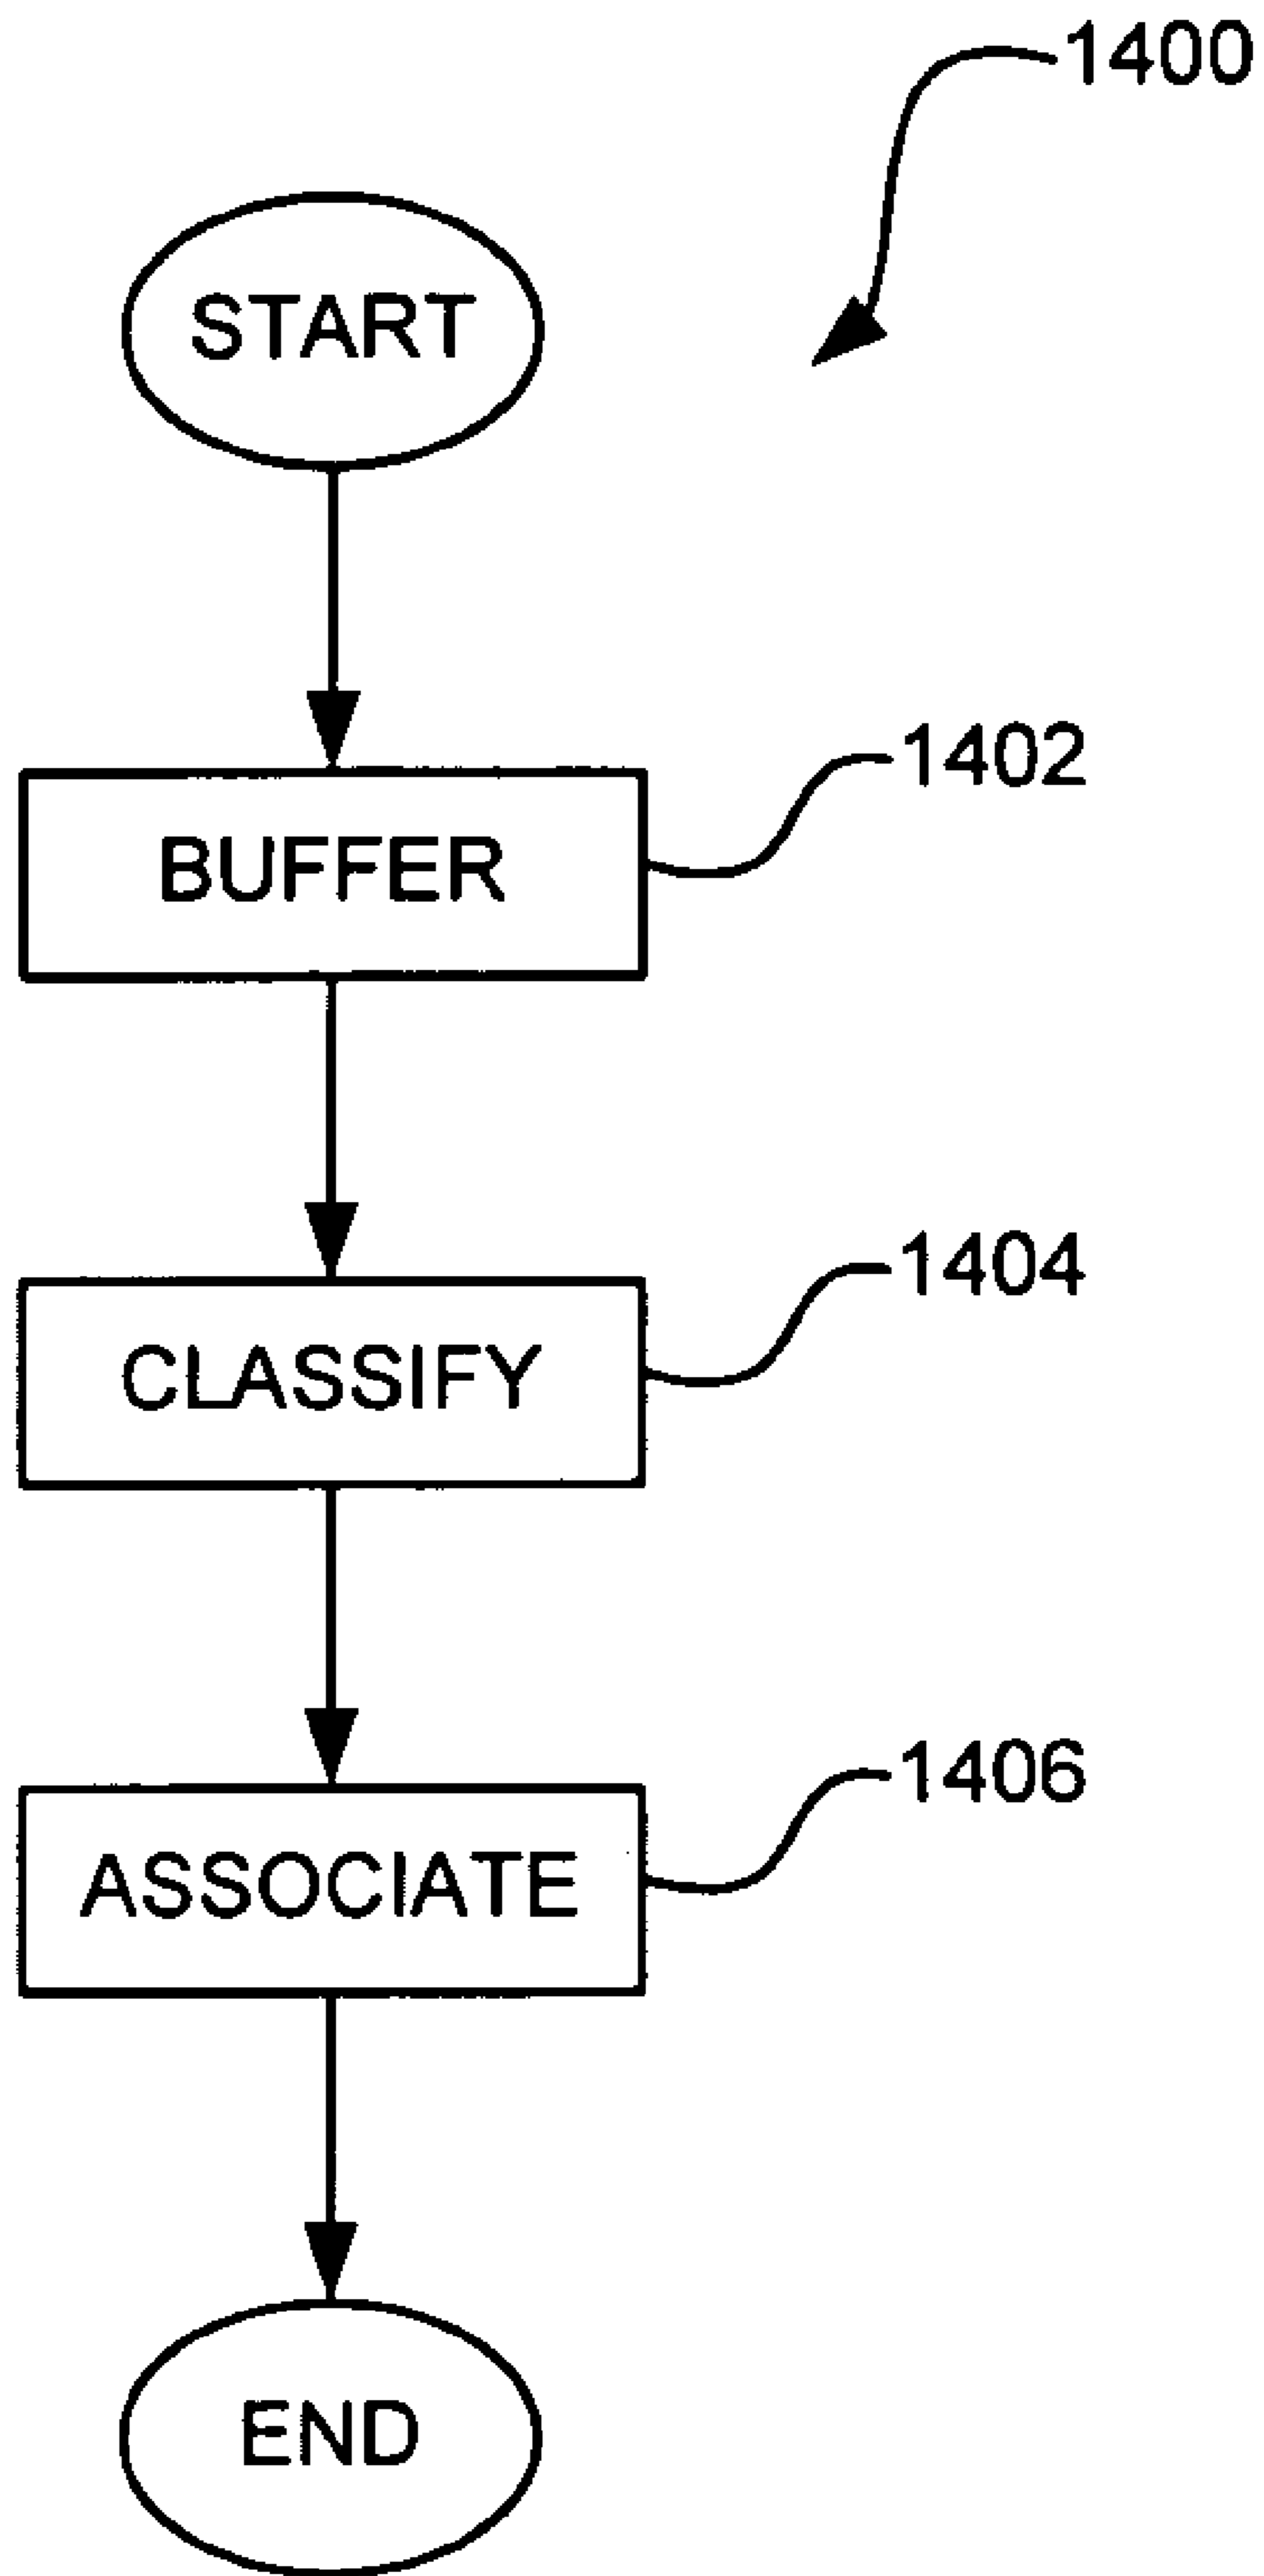 1400
START
1402
BUFFER
1404
CLASSIFY
1406
ASSOCIATE
END